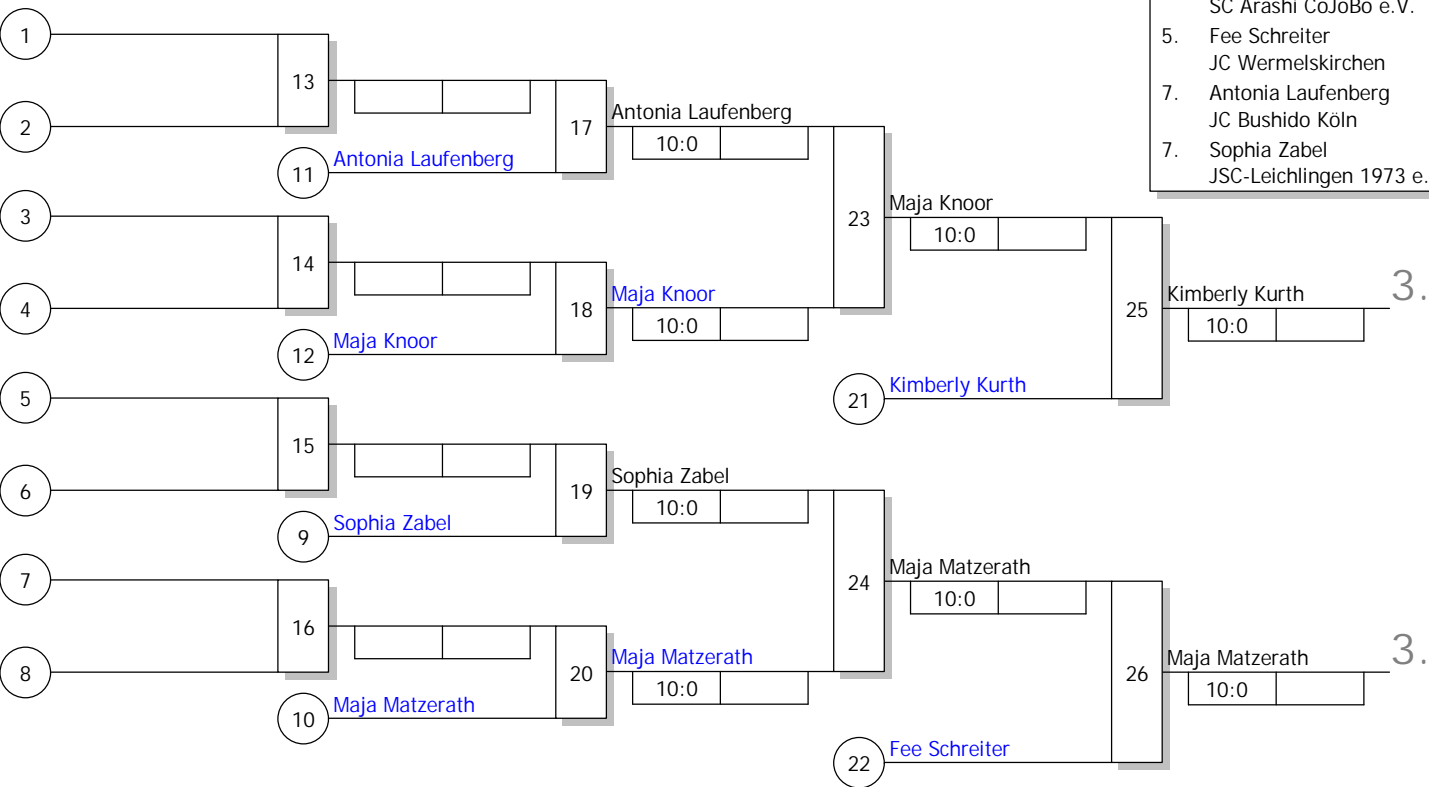 SC Arashi CoJoBo e.V.
5. Fee Schreiter
JC Wermelskirchen
7. Antonia Laufenberg
JC Bushido Köln
7. Sophia Zabel
JSC-Leichlingen 1973 e.
1
13
2
17
Antonia Laufenberg
10:0
11
Antonia Laufenberg
3
23
Maja Knoor
10:0
14
4
18
Maja Knoor
10:0
12
Maja Knoor
25
Kimberly Kurth
10:0
3.
5
21
Kimberly Kurth
15
6
19
Sophia Zabel
10:0
9
Sophia Zabel
7
24
Maja Matzerath
10:0
16
8
20
Maja Matzerath
10:0
10
Maja Matzerath
26
Maja Matzerath
10:0
3.
22
Fee Schreiter